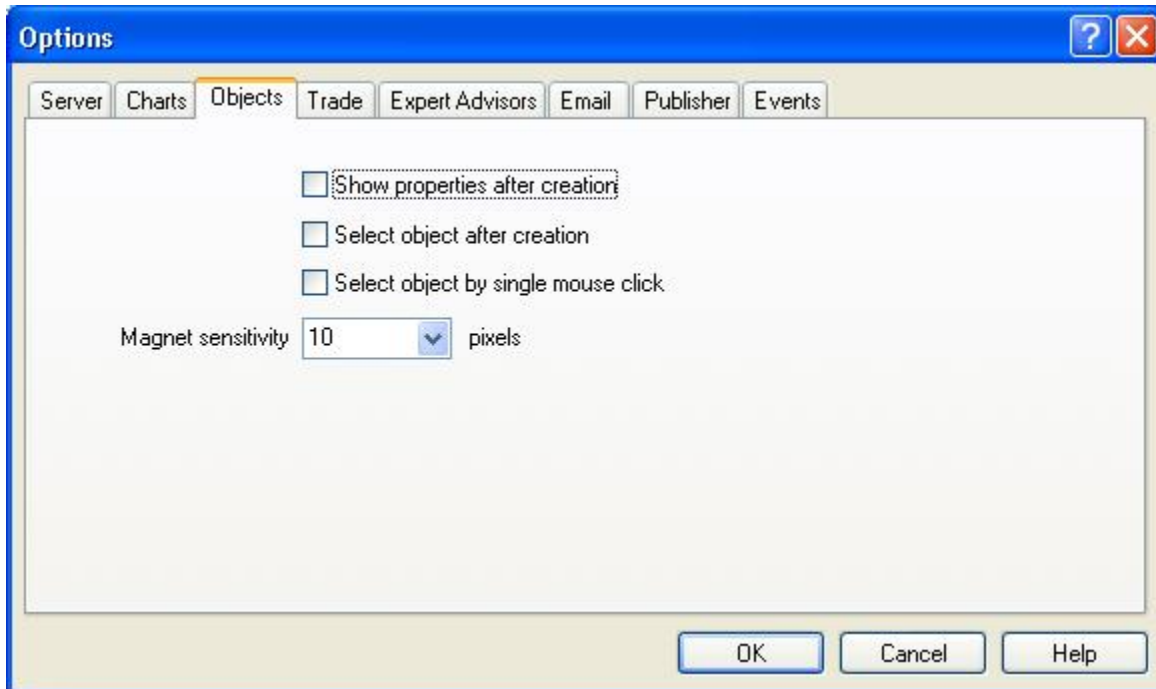 Options
Server Charts Objects Trade Expert Advisors Email Publisher Events
Show properties after creation
Select object after creation
Select object by single mouse click
Magnet sensitivity 10 pixels
OK Cancel Help